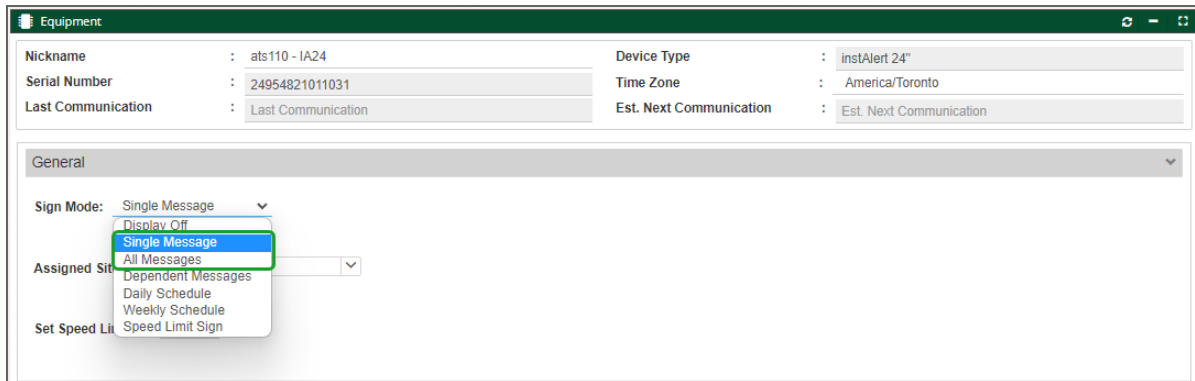 Equipment
Nickname : ats110 - IA24 Device Type : instAlert 24"
Serial Number : 24954821011031 Time Zone : America/Toronto
Last Communication : Last Communication Est. Next Communication : Est. Next Communication
General
Sign Mode: Single Message
Display Off
Single Message
All Messages
Assigned Sit
Dependent Messages
Daily Schedule
Weekly Schedule
Set Speed Li Speed Limit Sign